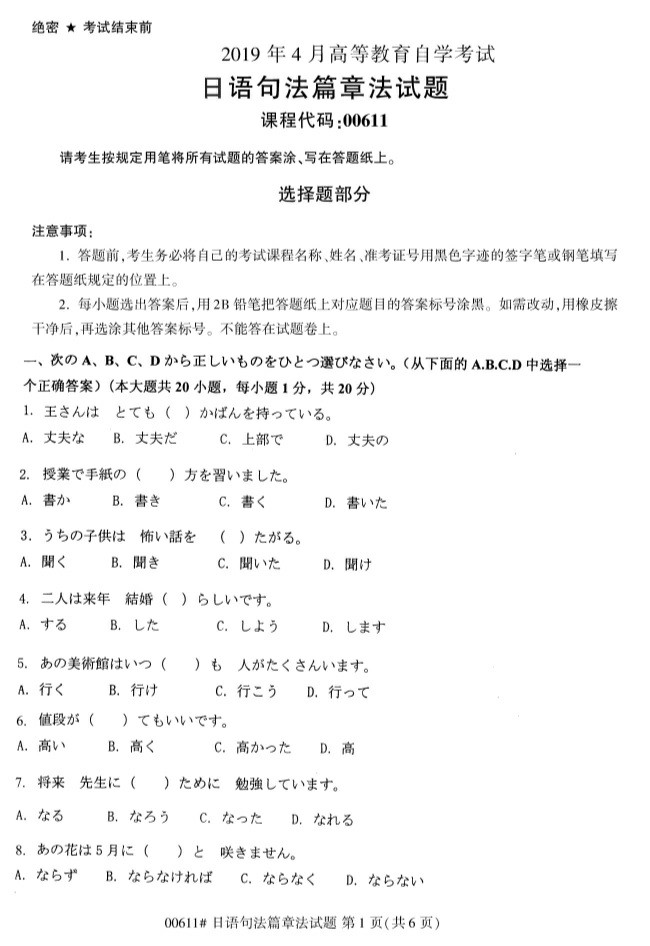 绝密 ★ 考试结束前
2019 年 4 月高等教育自学考试
日语句法篇章法试题
课程代码:00611
请考生按规定用笔将所有试题的答案涂、写在答题纸上。
选择题部分
注意事项:
1. 答题前,考生务必将自己的考试课程名称、姓名、准考证号用黑色字迹的签字笔或钢笔填写
在答题纸规定的位置上。
2. 每小题选出答案后,用 2B 铅笔把答题纸上对应题目的答案标号涂黑。如需改动,用橡皮擦
干净后,再选涂其他答案标号。不能答在试题卷上。
一、次の A、B、C、D から正しいものをひとつ選びなさい。(从下面的 A.B.C.D 中选择一
个正确答案)(本大题共 20 小题，每小题 1 分，共 20 分)
1. 王さんは とても ( ) かばんを持っている。
A. 丈夫な B. 丈夫だ C. 上部で D. 丈夫の
2. 授業で手紙の ( ) 方を習いました。
A. 書か B. 書き C. 書く D. 書いた
3. うちの子供は 怖い話を ( ) たがる。
A. 聞く B. 聞き C. 聞いた D. 聞け
4. 二人は来年 結婚 ( ) らしいです。
A. する B. した C. しよう D. します
5. あの美術館はいつ ( ) も 人がたくさんいます。
A. 行く B. 行け C. 行こう D. 行って
6. 値段が ( ) てもいいです。
A. 高い B. 高く C. 高かった D. 高
7. 将来 先生に ( ) ために 勉強しています。
A. なる B. なろう C. なった D. なれる
8. あの花は 5 月に ( ) と 咲きません。
A. ならず B. ならなければ C. ならなく D. ならない
00611# 日语句法篇章法试题 第 1 页(共 6 页)